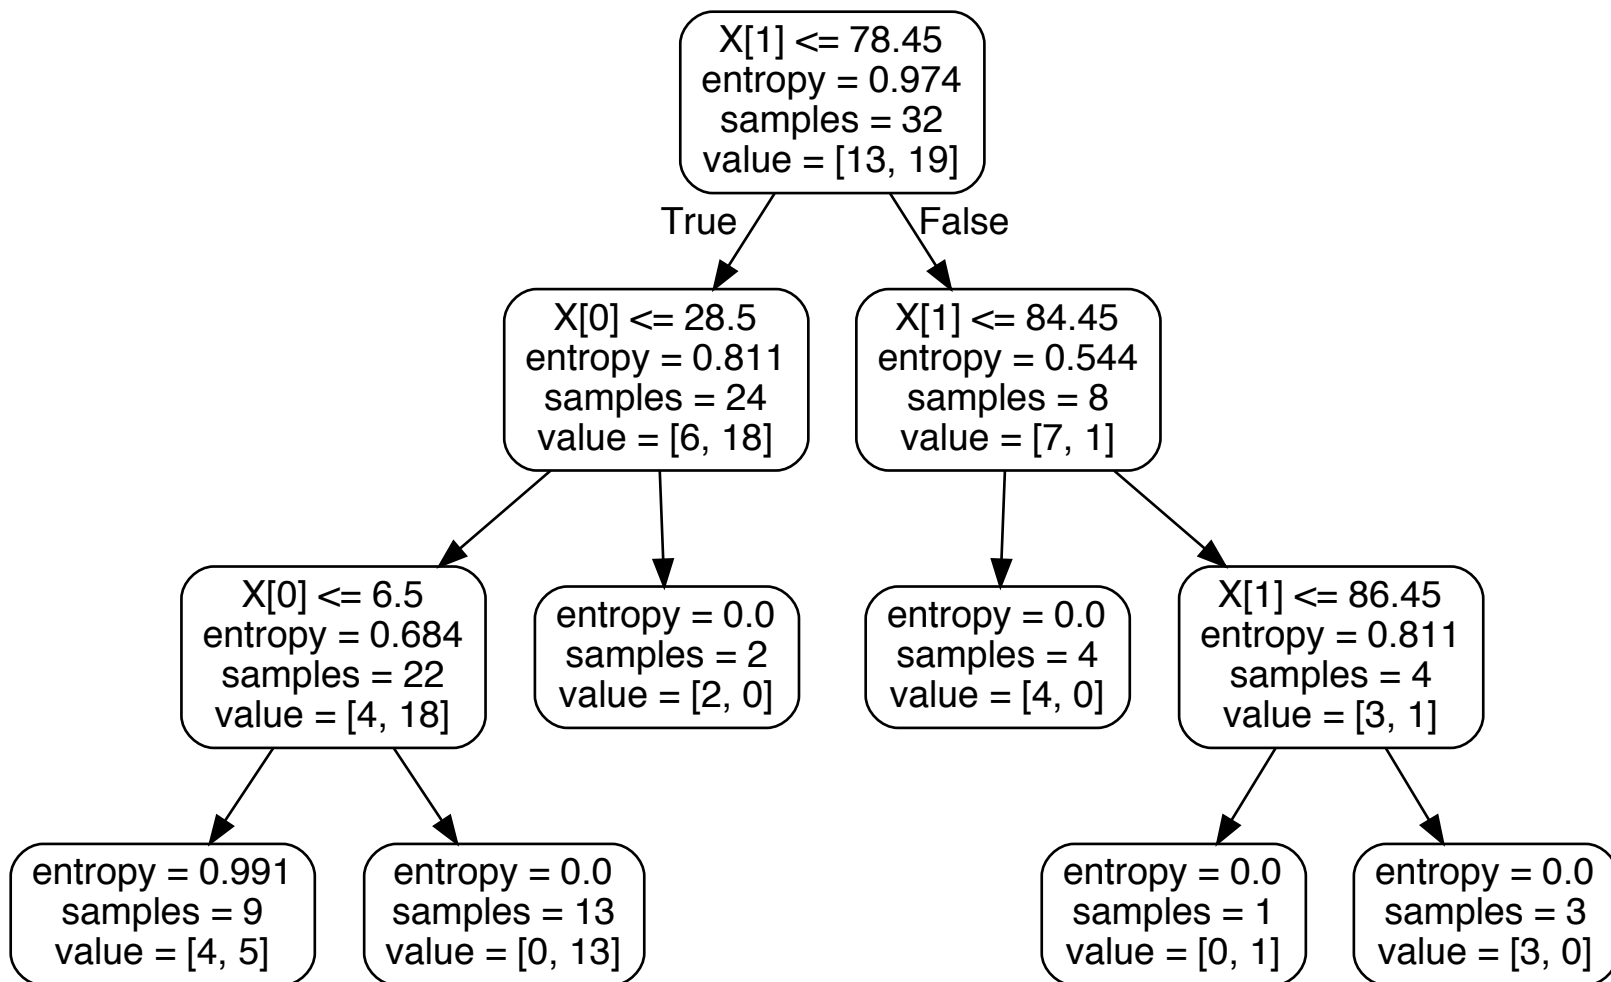 X[1] <= 78.45
entropy = 0.974
samples = 32
value = [13, 19]
True
False
X[0] <= 28.5
entropy = 0.811
samples = 24
value = [6, 18]
X[1] <= 84.45
entropy = 0.544
samples = 8
value = [7, 1]
X[0] <= 6.5
entropy = 0.684
samples = 22
value = [4, 18]
entropy = 0.0
samples = 2
value = [2, 0]
entropy = 0.0
samples = 4
value = [4, 0]
X[1] <= 86.45
entropy = 0.811
samples = 4
value = [3, 1]
entropy = 0.991
samples = 9
value = [4, 5]
entropy = 0.0
samples = 13
value = [0, 13]
entropy = 0.0
samples = 1
value = [0, 1]
entropy = 0.0
samples = 3
value = [3, 0]